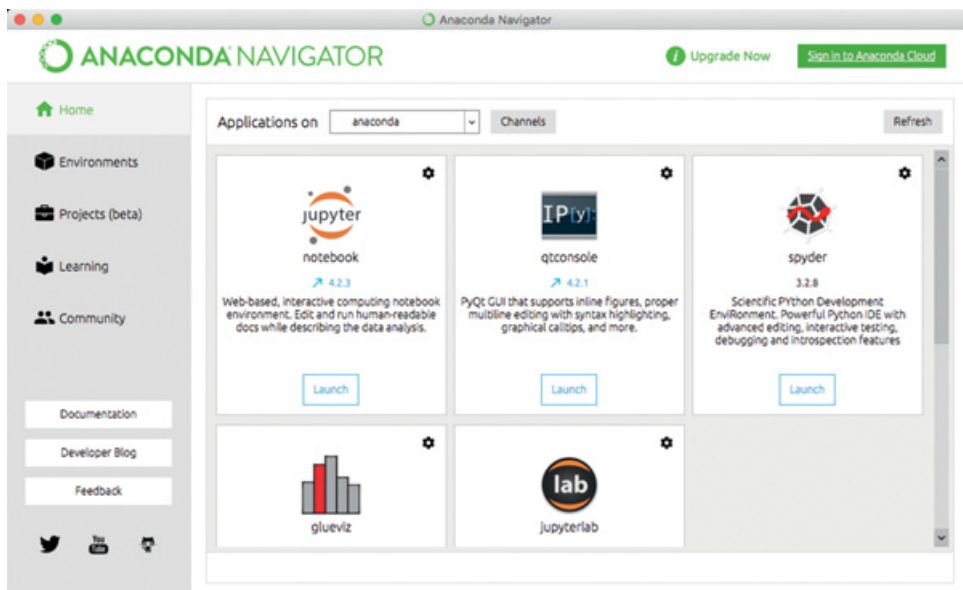 Anaconda Navigator
ANACONDA NAVIGATOR
i
Upgrade Now
Sign in to Anaconda Cloud
Home
Environments
Projects (beta)
Learning
Community
Documentation
Developer Blog
Feedback
You
Tube
Applications on
anaconda
Channels
Refresh
jupyter
notebook
4.2.3
Web-based, interactive computing notebook
environment. Edit and run human-readable
docs while describing the data analysis.
Launch
IP[y]:
qtconsole
4.2.1
PyQt GUI that supports inline figures, proper
multiline editing with syntax highlighting,
graphical calltips, and more.
Launch
spyder
3.2.8
Scientific PYthon Development
EnviRonment. Powerful Python IDE with
advanced editing, interactive testing,
debugging and introspection features
Launch
glueviz
lab
jupyterlab